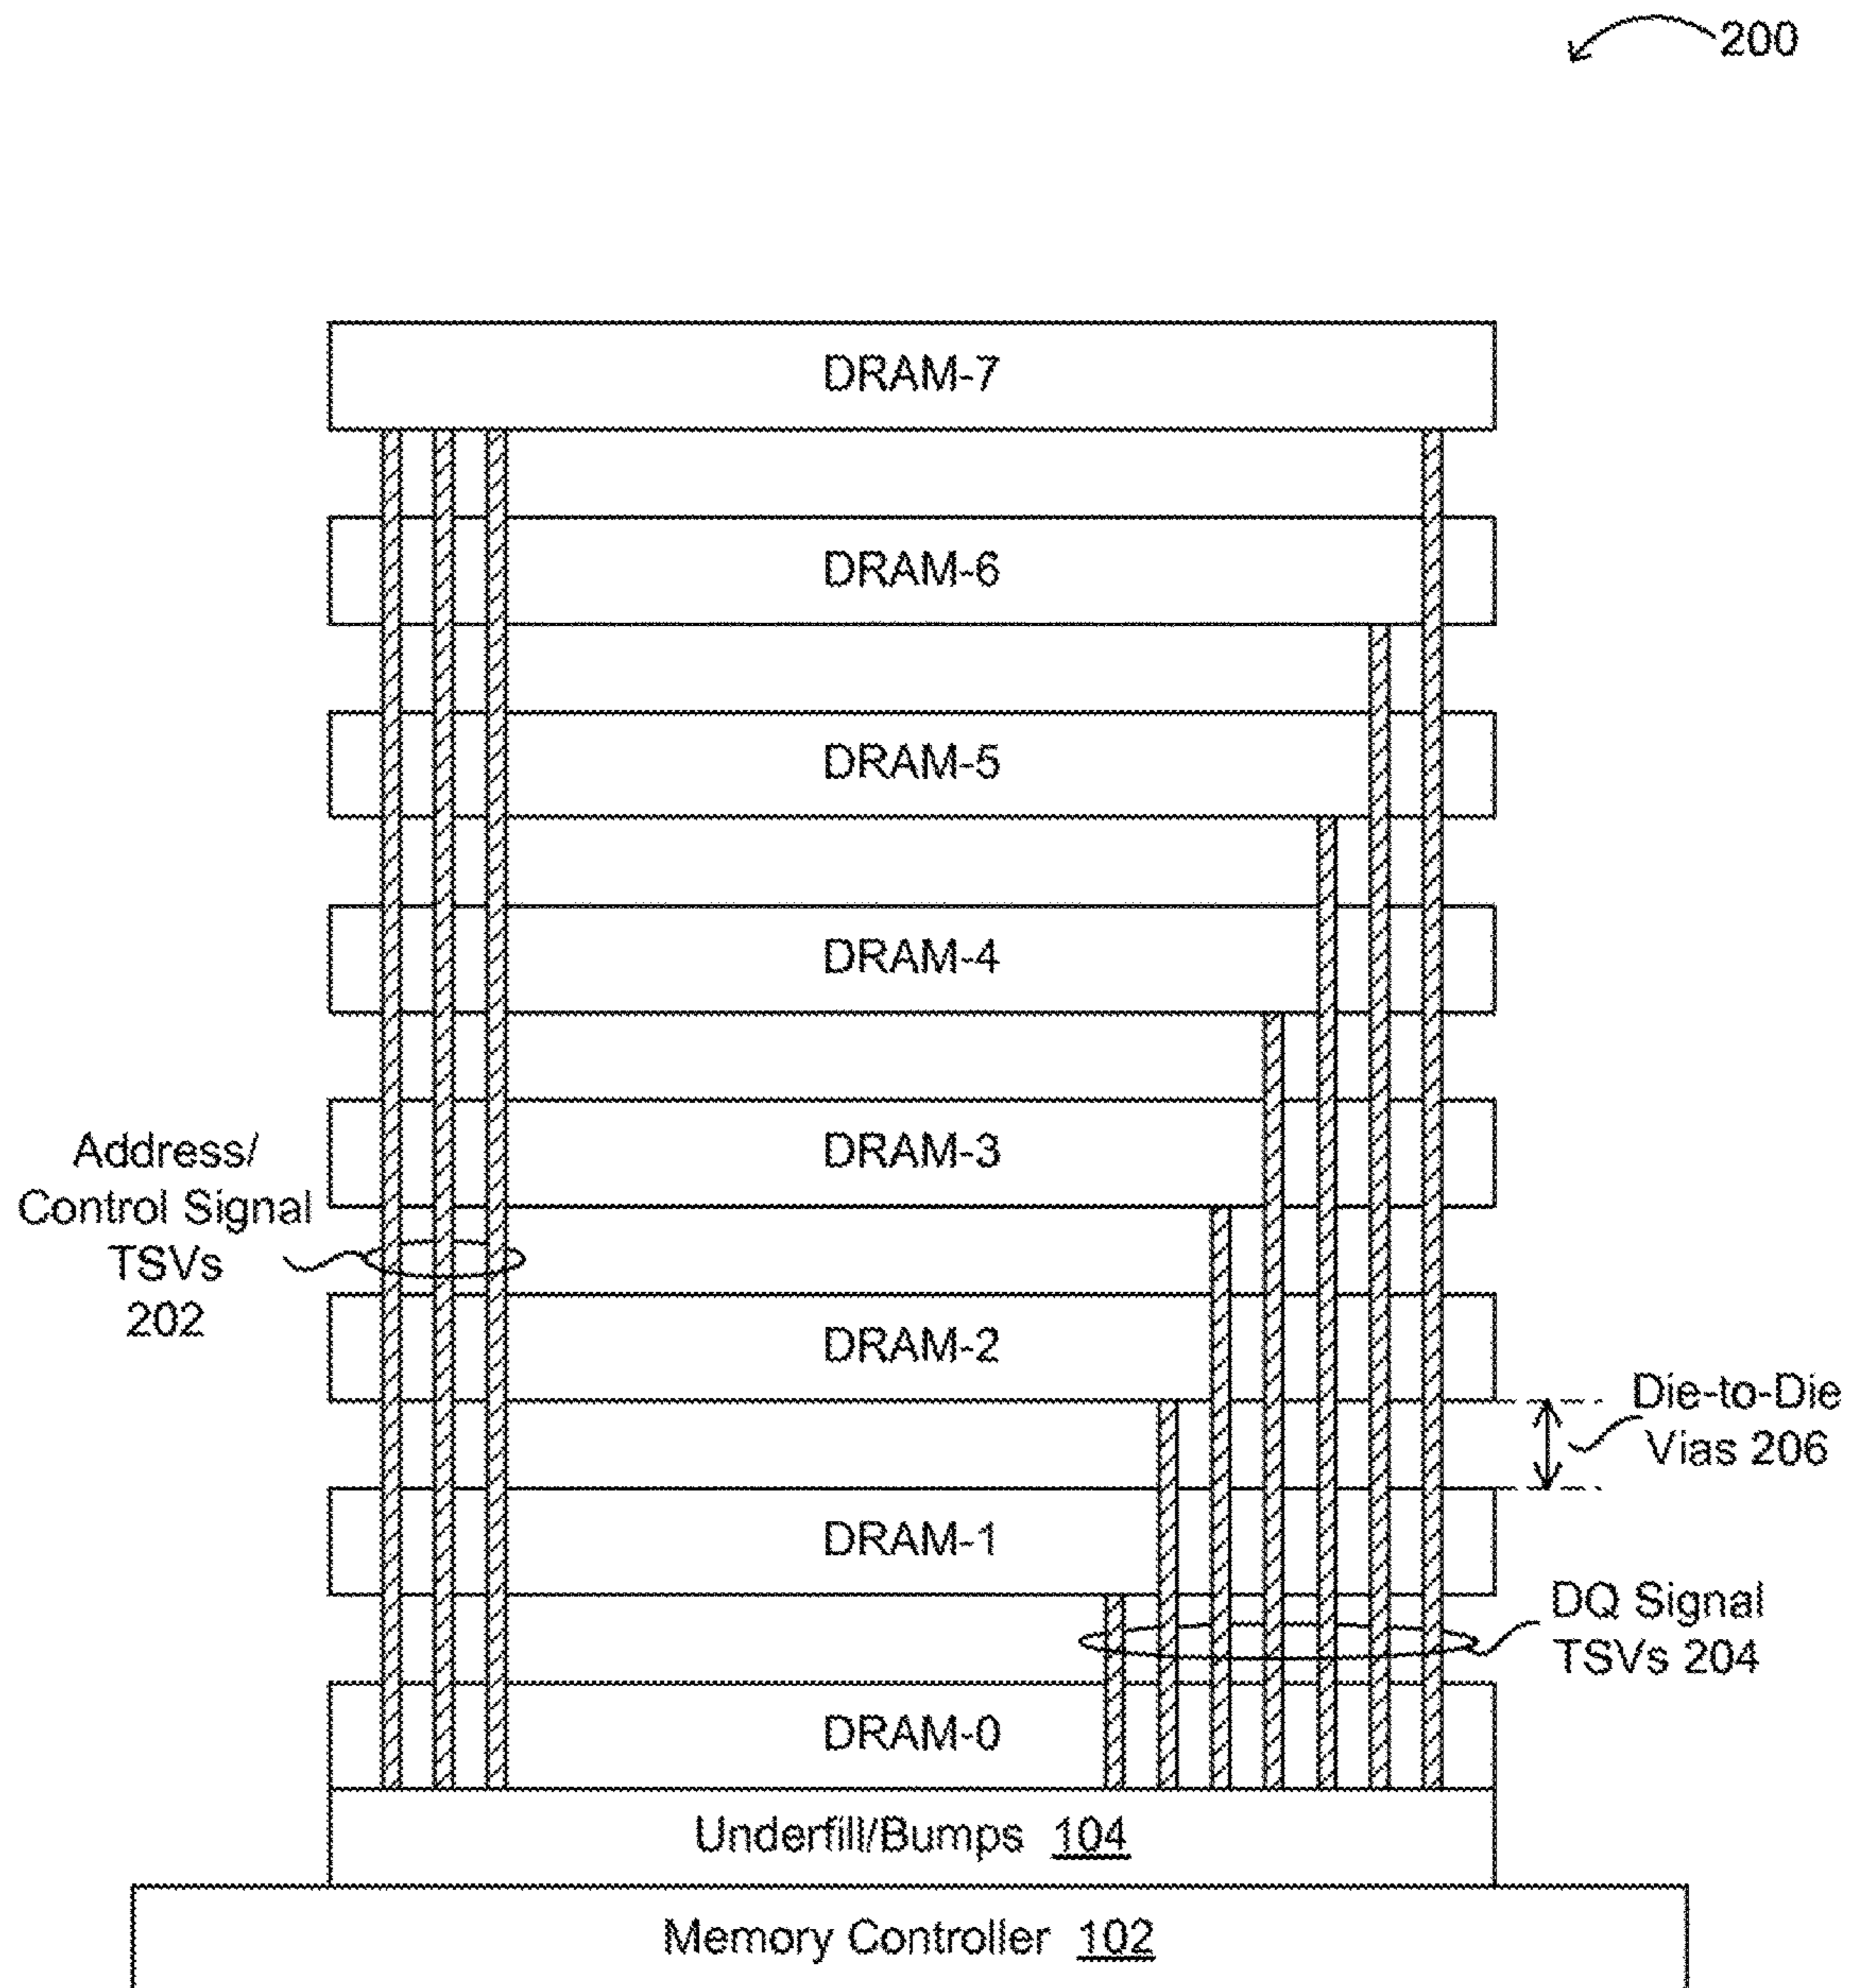 200
DRAM-7
DRAM-6
DRAM-5
DRAM-4
DRAM-3
Address/
Control Signal
TSVs
202
DRAM-2
Die-to-Die
Vias 206
DRAM-1
DQ Signal
TSVs 204
DRAM-0
Underfill/Bumps 104
Memory Controller 102